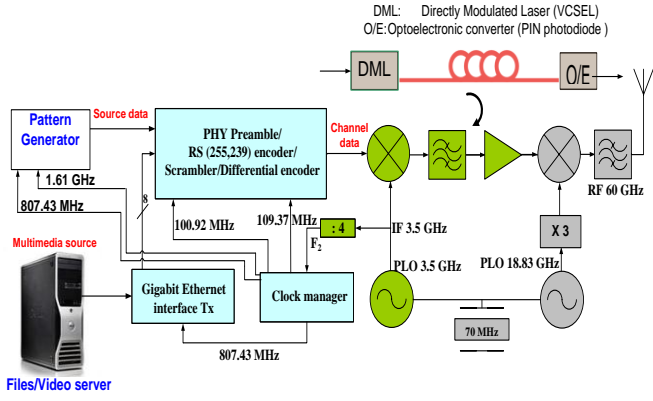 DML: Directly Modulated Laser (VCSEL)
O/E:Optoelectronic converter (PIN photodiode )
DML
O/E
Pattern
Generator
Source data
PHY Preamble/
RS (255,239) encoder/
Scrambler/Differential encoder
Channel
data
1.61 GHz
807.43 MHz
8
100.92 MHz
109.37 MHz
: 4
F2
IF 3.5 GHz
RF 60 GHz
X 3
Multimedia source
PLO 3.5 GHz
PLO 18.83 GHz
Gigabit Ethernet
interface Tx
Clock manager
70 MHz
807.43 MHz
Files/Video server